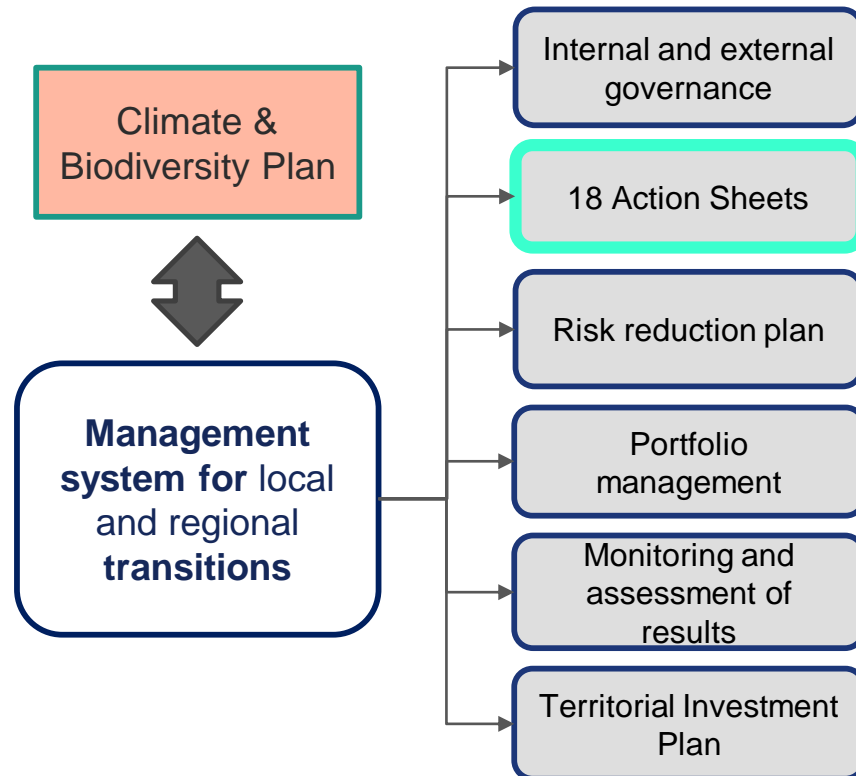 Climate &
Biodiversity Plan
Management
system for local
and regional
transitions
Internal and external
governance
18 Action Sheets
Risk reduction plan
Portfolio
management
Monitoring and
assessment of
results
Territorial Investment
Plan